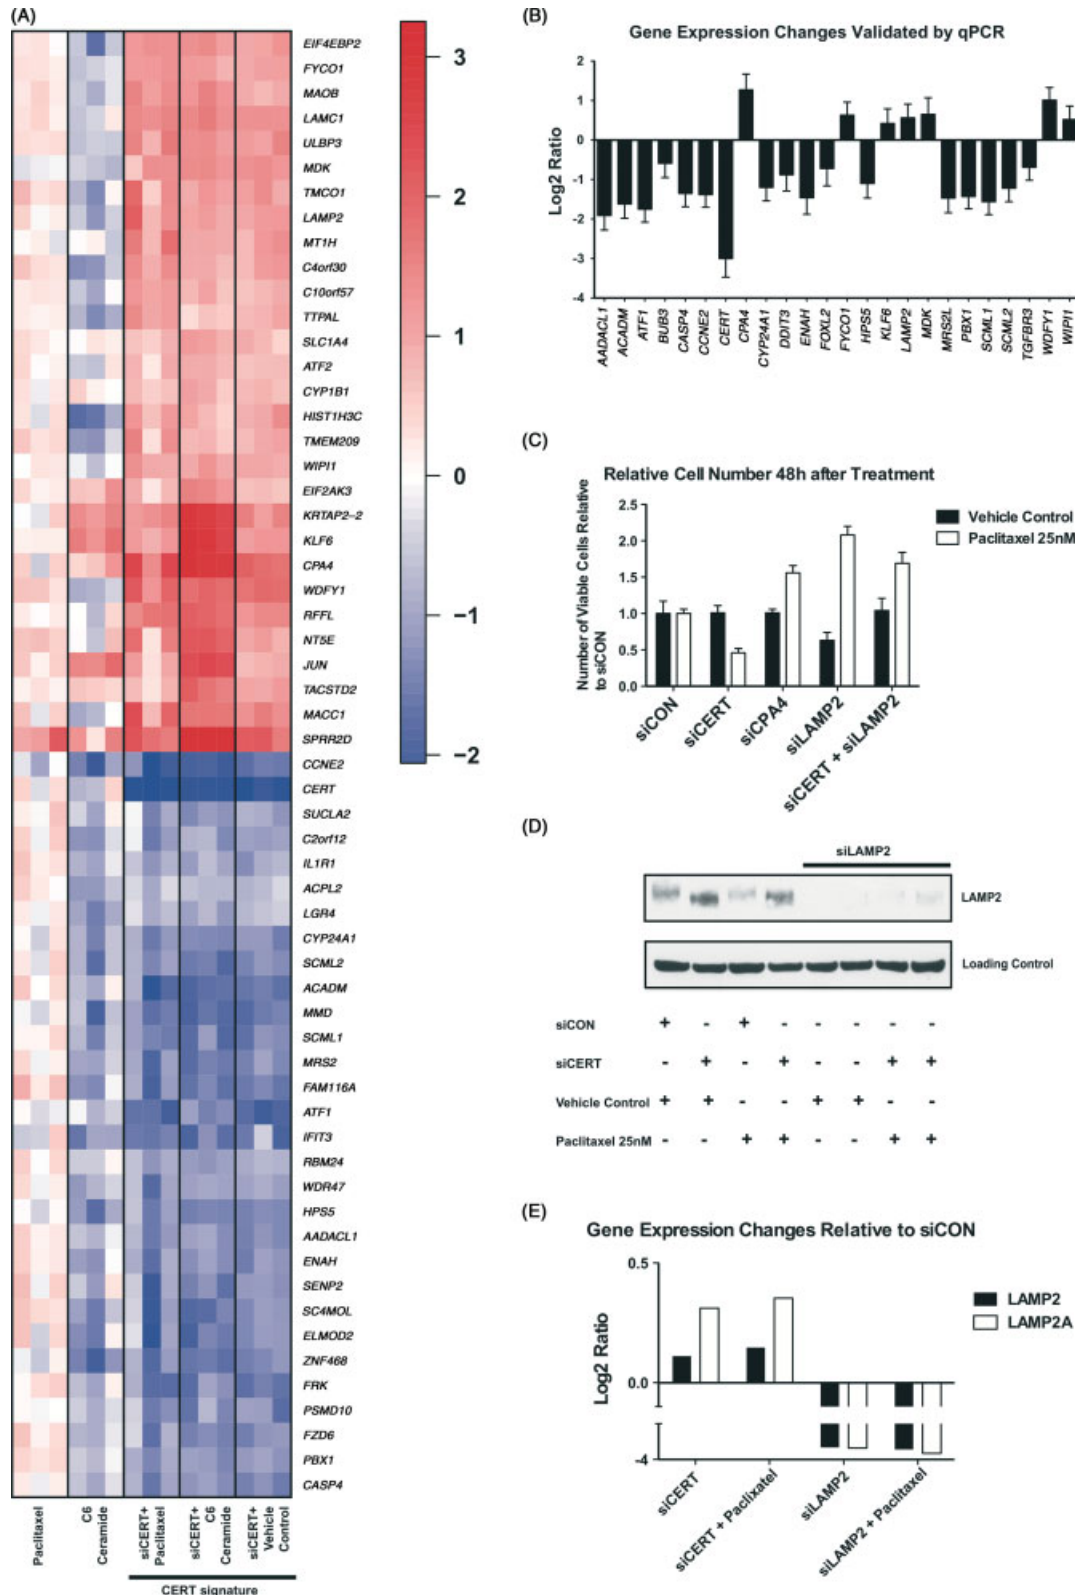 (A)
EIF4EBP2
FYCO1
MAOB
LAMC1
ULBP3
MDK
TMCO1
LAMP2
MT1H
C4orf30
C10orf57
TTPAL
SLC1A4
ATF2
CYP1B1
HIST1H3C
TMEM209
WIPI1
EIF2AK3
KRTAP2–2
KLF6
CPA4
WDFY1
RFFL
NT5E
JUN
TACSTD2
MACC1
SPRR2D
CCNE2
CERT
SUCLA2
C2orf12
IL1R1
ACPL2
LGR4
CYP24A1
SCML2
ACADM
MMD
SCML1
MRS2
FAM116A
ATF1
IFIT3
RBM24
WDR47
HPS5
AADACL1
ENAH
SENP2
SC4MOL
ELMOD2
ZNF468
FRK
PSMD10
FZD6
PBX1
CASP4
Paclitaxel
C6
Ceramide
siCERT+
Paclitaxel
siCERT+
C6
Ceramide
siCERT+
Vehicle
Control
CERT signature
3
2
1
0
−1
−2
(B)
Gene Expression Changes Validated by qPCR
Log2 Ratio
2
1
0
-1
-2
-3
-4
AADACL1
ACADM
ATF1
BUB3
CASP4
CCNE2
CERT
CPA4
CYP24A1
DDIT3
ENAH
FOXL2
FYCO1
HPS5
KLF6
LAMP2
MDK
MRS2L
PBX1
SCML1
SCML2
TGFBR3
WDFY1
WIPI1
(C)
Relative Cell Number 48h after Treatment
Number of Viable Cells Relative
to siCON
2.5
2.0
1.5
1.0
0.5
0.0
Vehicle Control
Paclitaxel 25nM
siCON
siCERT
siCPA4
siLAMP2
siCERT + siLAMP2
(D)
siLAMP2
LAMP2
Loading Control
siCON + - + - - - - -
siCERT - + - + - - + +
Vehicle Control + + - - + + - -
Paclitaxel 25nM - - + + - - + +
(E)
Gene Expression Changes Relative to siCON
Log2 Ratio
0.5
0.0
-4
LAMP2
LAMP2A
siCERT
siCERT + Paclixatel
siLAMP2
siLAMP2 + Paclitaxel